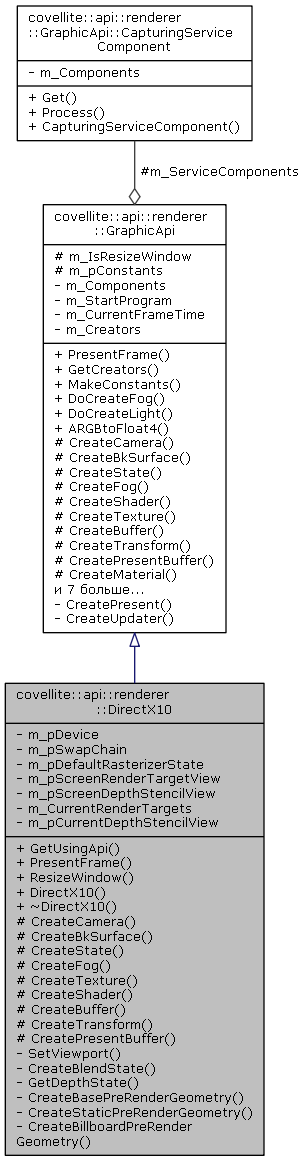 covellite::api::renderer
::GraphicApi::CapturingService
Component
- m_Components
+ Get()
+ Process()
+ CapturingServiceComponent()
#m_ServiceComponents
covellite::api::renderer
::GraphicApi
# m_IsResizeWindow
# m_pConstants
- m_Components
- m_StartProgram
- m_CurrentFrameTime
- m_Creators
+ PresentFrame()
+ GetCreators()
+ MakeConstants()
+ DoCreateFog()
+ DoCreateLight()
+ ARGBtoFloat4()
# CreateCamera()
# CreateBkSurface()
# CreateState()
# CreateFog()
# CreateShader()
# CreateTexture()
# CreateBuffer()
# CreateTransform()
# CreatePresentBuffer()
# CreateMaterial()
и 7 больше...
- CreatePresent()
- CreateUpdater()
covellite::api::renderer
::DirectX10
- m_pDevice
- m_pSwapChain
- m_pDefaultRasterizerState
- m_pScreenRenderTargetView
- m_pScreenDepthStencilView
- m_CurrentRenderTargets
- m_pCurrentDepthStencilView
+ GetUsingApi()
+ PresentFrame()
+ ResizeWindow()
+ DirectX10()
+ ~DirectX10()
# CreateCamera()
# CreateBkSurface()
# CreateState()
# CreateFog()
# CreateTexture()
# CreateShader()
# CreateBuffer()
# CreateTransform()
# CreatePresentBuffer()
- SetViewport()
- CreateBlendState()
- GetDepthState()
- CreateBasePreRenderGeometry()
- CreateStaticPreRenderGeometry()
- CreateBillboardPreRender
Geometry()